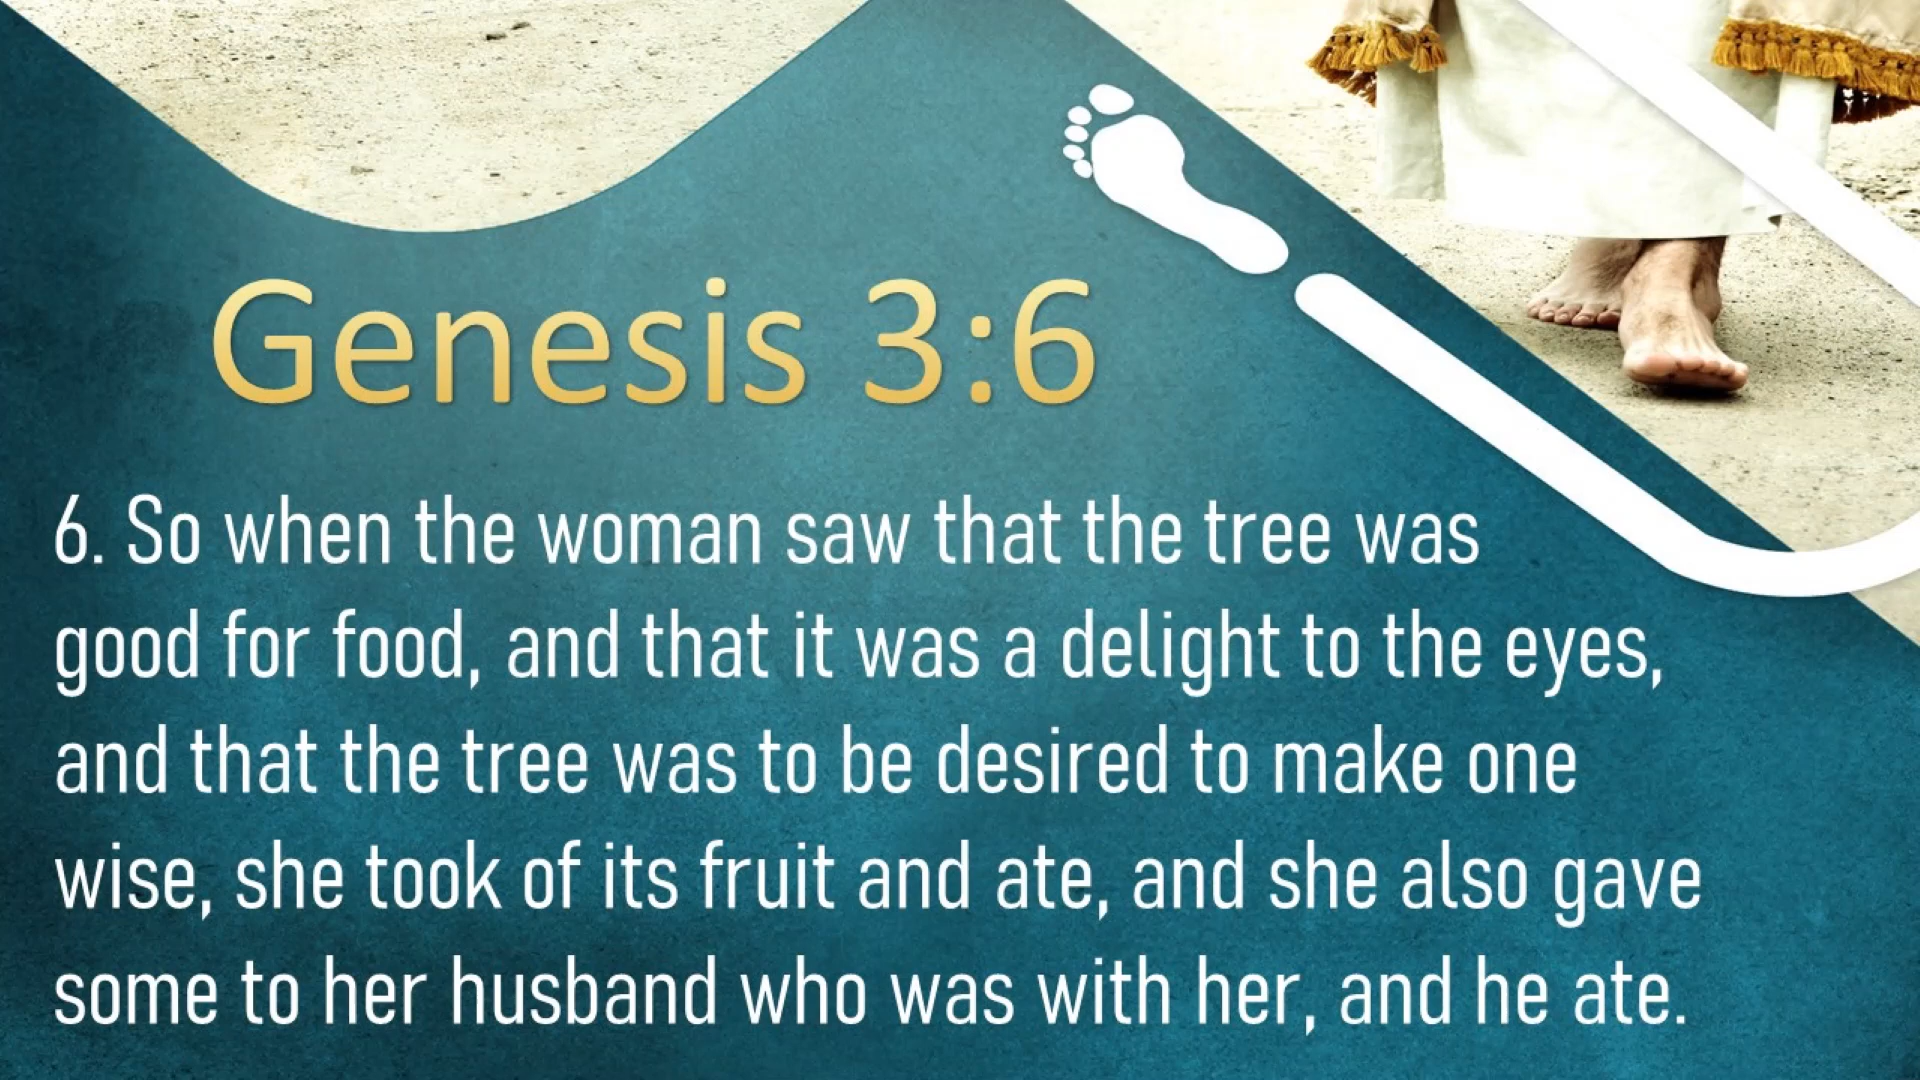 Genesis 3:6
6. So when the woman saw that the tree was
good for food, and that it was a delight to the eyes,
and that the tree was to be desired to make one
wise, she took of its fruit and ate, and she also gave
some to her husband who was with her, and he ate.